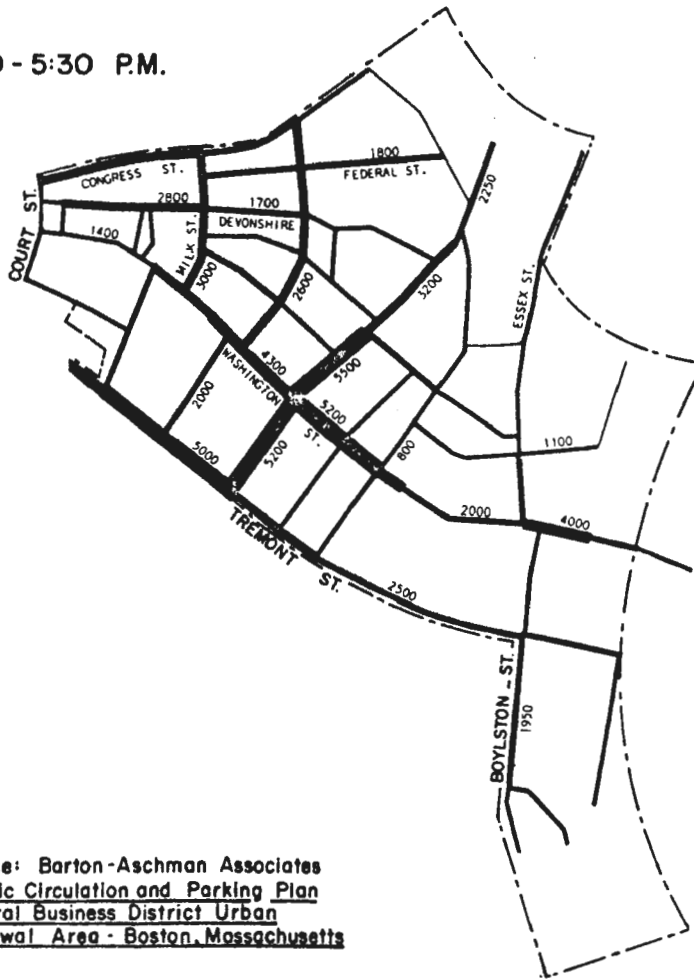 - 5:30 P.M.
CONGRESS ST.
1800
FEDERAL ST.
2800
1700
DEVONSHIRE
2250
COURT ST.
1400
MILK ST.
3000
2600
3200
ESSEX ST.
WASHINGTON ST.
4300
5500
2000
5200
5200
800
1100
5000
TREMONT ST.
2000
4000
2500
BOYLSTON - ST.
1950
e: Barton-Aschman Associates
ic Circulation and Parking Plan
ral Business District Urban
wal Area - Boston, Massachusetts